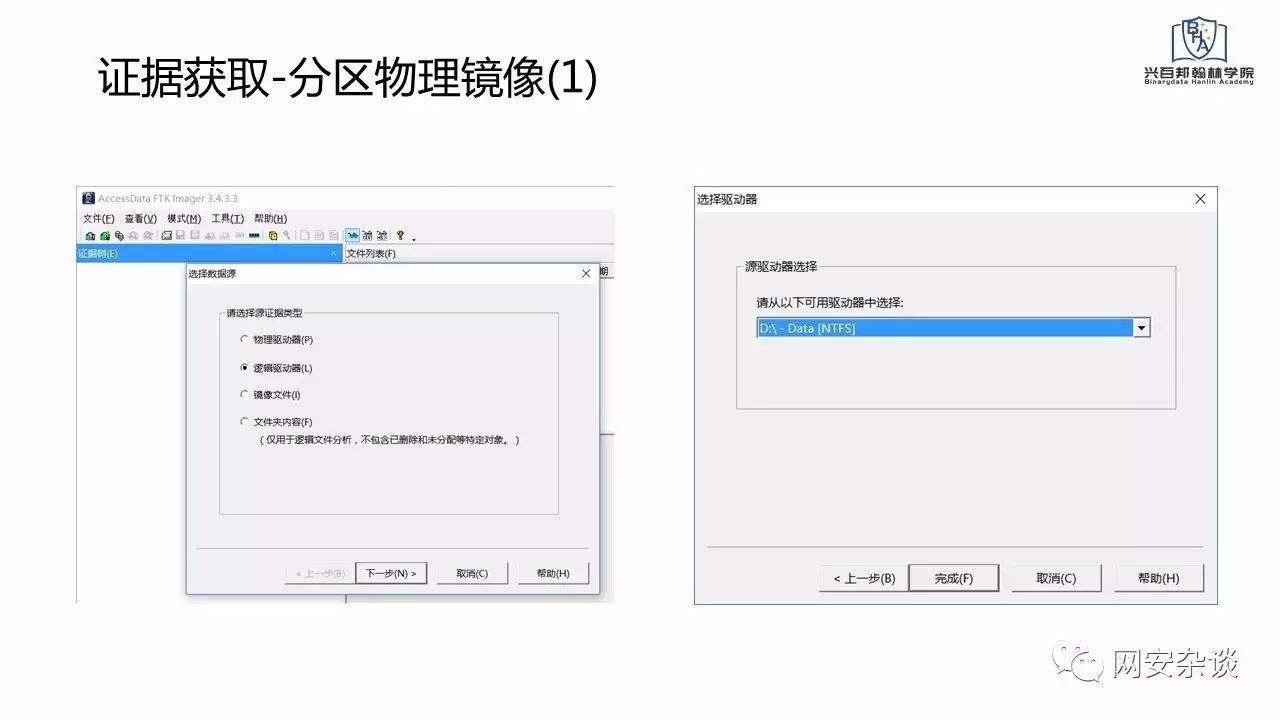 证据获取-分区物理镜像(1)
BHA
兴百邦翰林学院
Binarydata Hanlin Academy
AccessData FTK Imager 3.4.3.3
文件(F) 查看(V) 模式(M) 工具(T) 帮助(H)
证据树(E)
文件列表(F)
期
选择数据源
请选择源证据类型
物理驱动器(P)
逻辑驱动器(L)
镜像文件(I)
文件夹内容(F)
(仅用于逻辑文件分析，不包含已删除和未分配等特定对象。)
< 上一步(B) 下一步(N) > 取消(C) 帮助(H)
选择驱动器
源驱动器选择
请从以下可用驱动器中选择:
D:\ - Data [NTFS]
< 上一步(B) 完成(F) 取消(C) 帮助(H)
网安杂谈